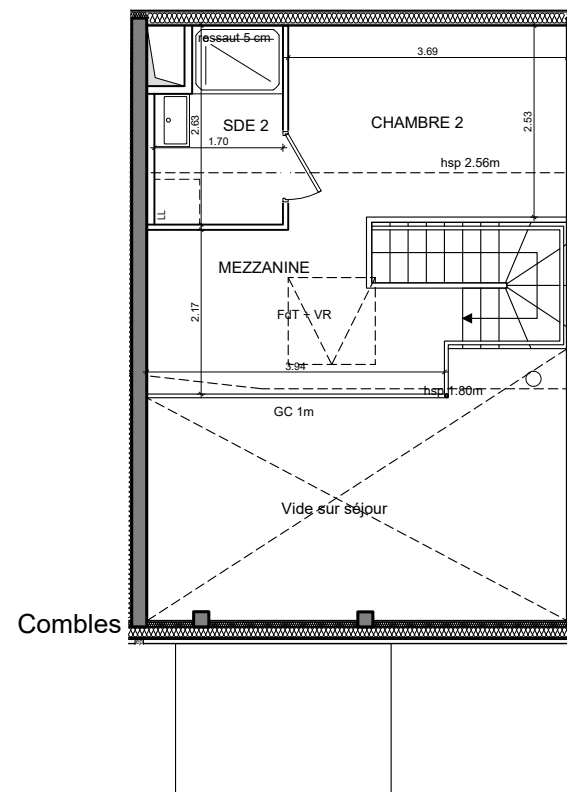 ressaut 5 cm
3.69
2.63
SDE 2
CHAMBRE 2
2.53
1.70
hsp 2.56m
LL
MEZZANINE
2.17
FdT + VR
3.94
hsp 1.80m
GC 1m
Vide sur séjour
Combles